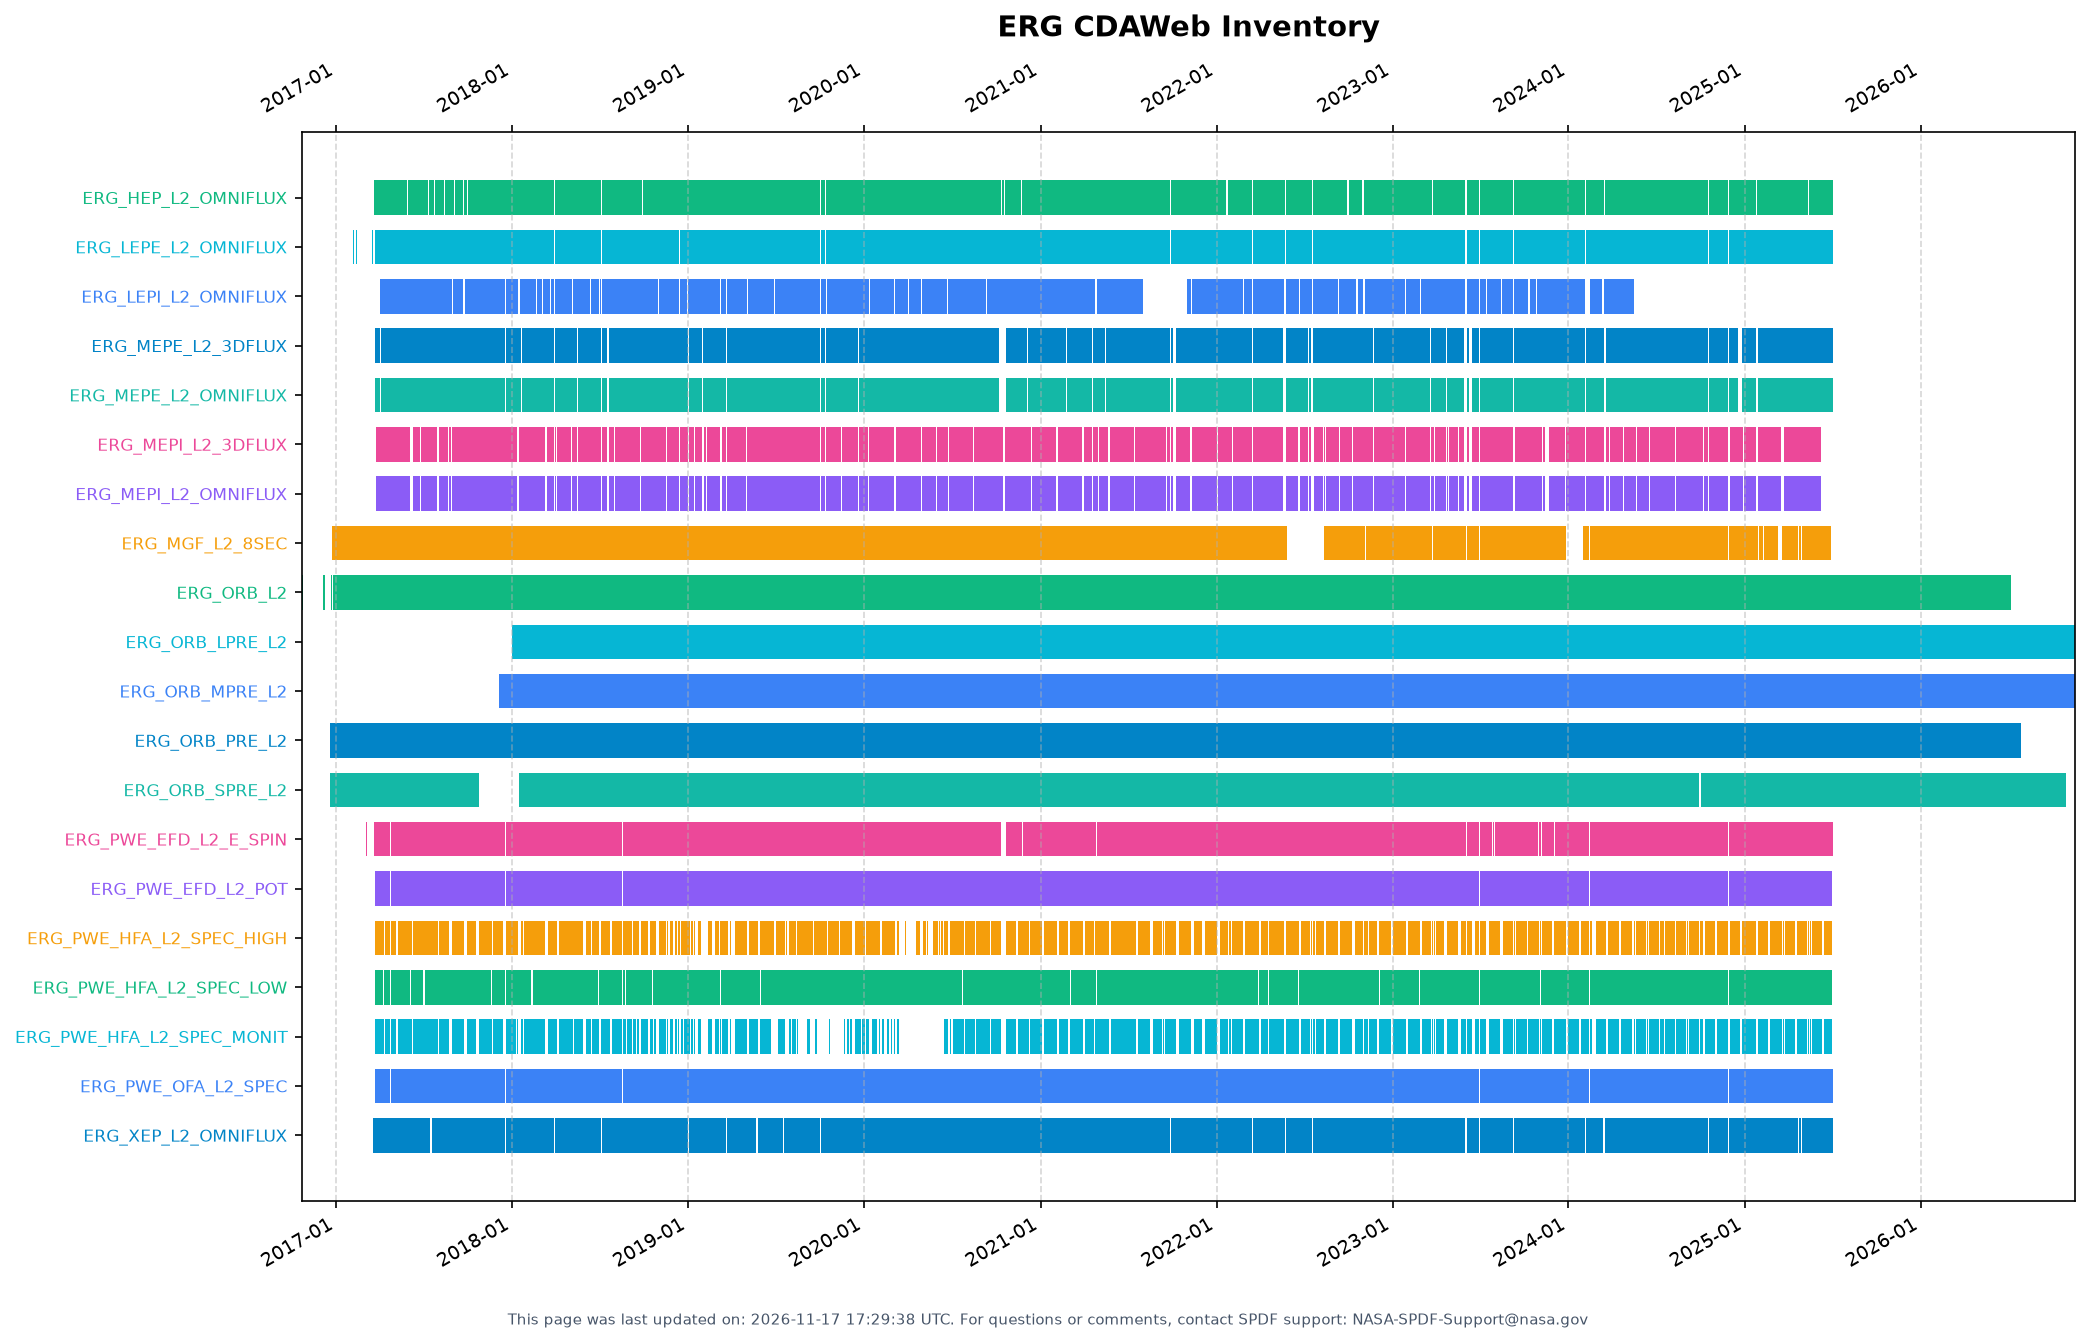 ERG CDAWeb Inventory
2017-01 2018-01 2019-01 2020-01 2021-01 2022-01 2023-01 2024-01 2025-01 2026-01
ERG_HEP_L2_OMNIFLUX
ERG_LEPE_L2_OMNIFLUX
ERG_LEPI_L2_OMNIFLUX
ERG_MEPE_L2_3DFLUX
ERG_MEPE_L2_OMNIFLUX
ERG_MEPI_L2_3DFLUX
ERG_MEPI_L2_OMNIFLUX
ERG_MGF_L2_8SEC
ERG_ORB_L2
ERG_ORB_LPRE_L2
ERG_ORB_MPRE_L2
ERG_ORB_PRE_L2
ERG_ORB_SPRE_L2
ERG_PWE_EFD_L2_E_SPIN
ERG_PWE_EFD_L2_POT
ERG_PWE_HFA_L2_SPEC_HIGH
ERG_PWE_HFA_L2_SPEC_LOW
ERG_PWE_HFA_L2_SPEC_MONIT
ERG_PWE_OFA_L2_SPEC
ERG_XEP_L2_OMNIFLUX
2017-01 2018-01 2019-01 2020-01 2021-01 2022-01 2023-01 2024-01 2025-01 2026-01
This page was last updated on: 2026-11-17 17:29:38 UTC. For questions or comments, contact SPDF support: NASA-SPDF-Support@nasa.gov